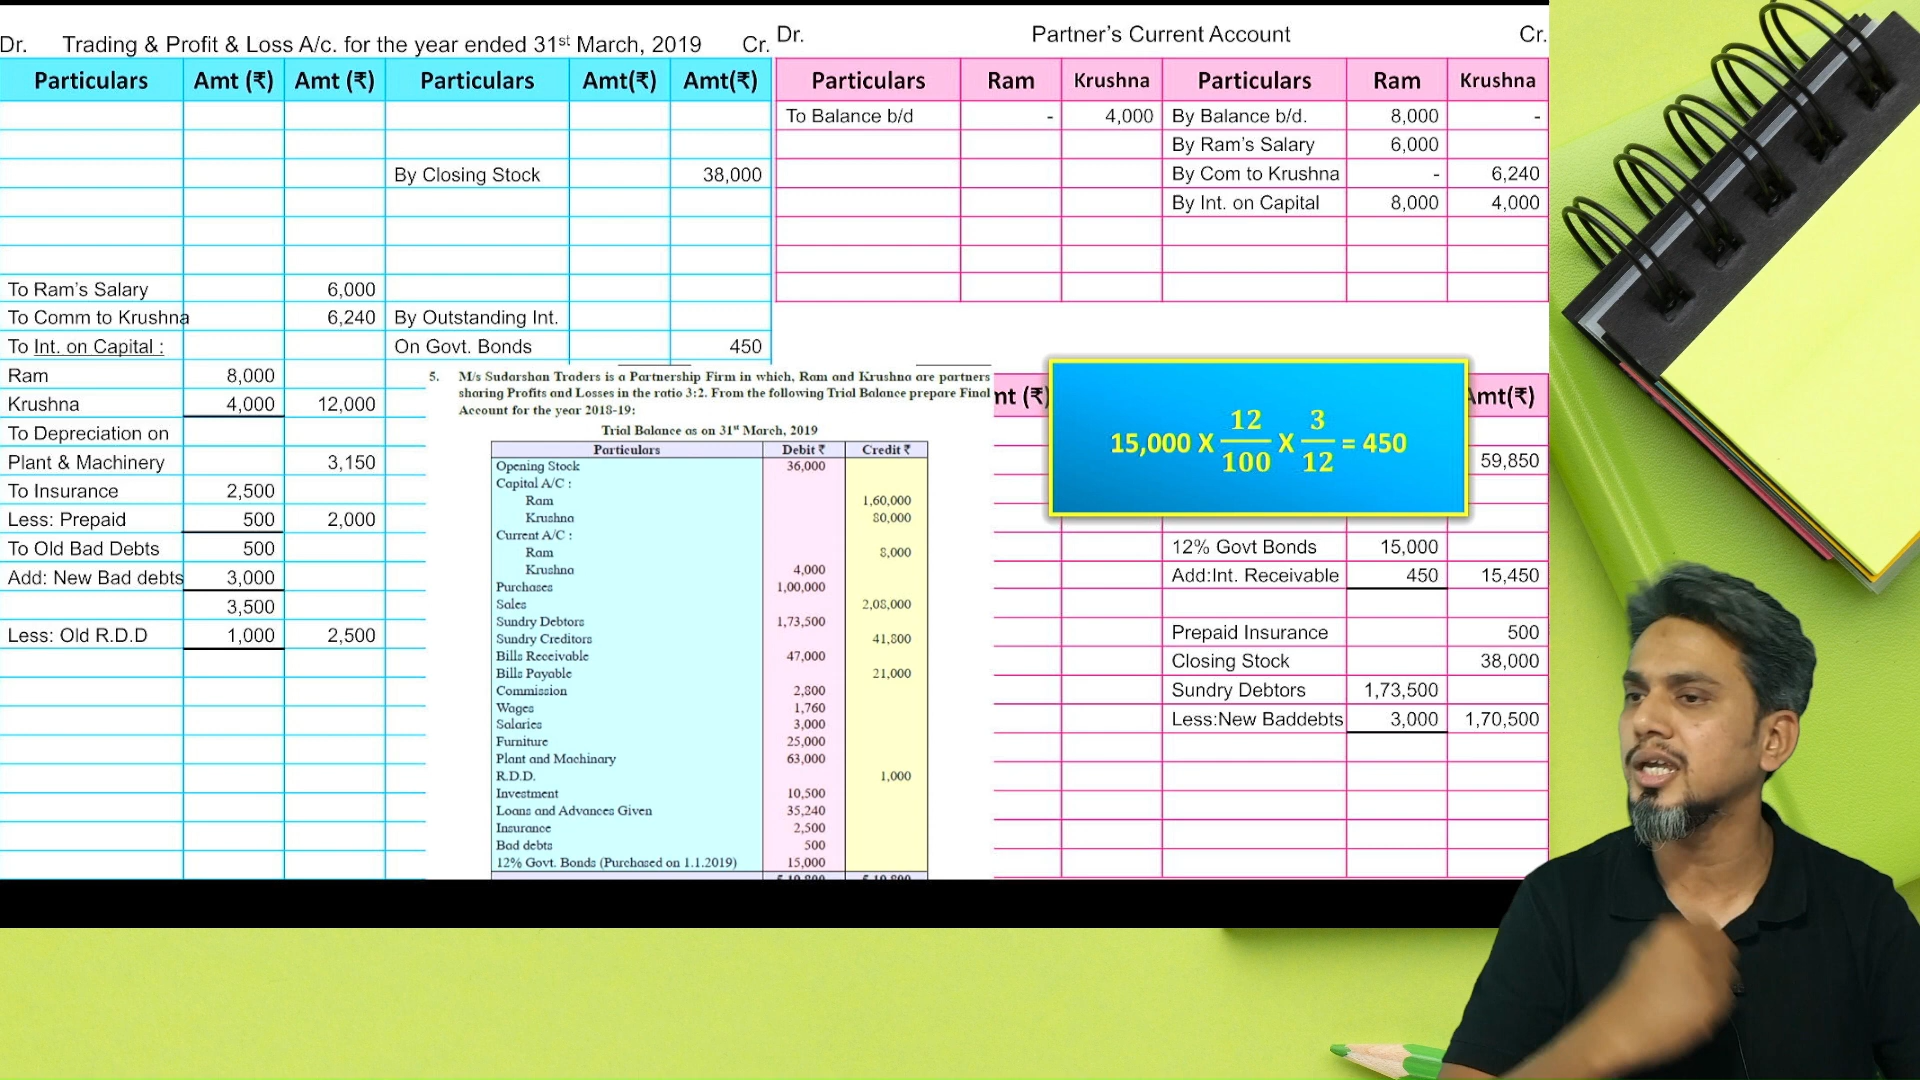 Dr. Trading & Profit & Loss A/c. for the year ended 31st March, 2019 Cr.
Particulars Amt (₹) Amt (₹) Particulars Amt(₹) Amt(₹)
By Closing Stock 38,000
To Ram's Salary 6,000
To Comm to Krushna 6,240 By Outstanding Int.
To Int. on Capital : On Govt. Bonds 450
Ram 8,000
Krushna 4,000 12,000
To Depreciation on
Plant & Machinery 3,150
To Insurance 2,500
Less: Prepaid 500 2,000
To Old Bad Debts 500
Add: New Bad debts 3,000
3,500
Less: Old R.D.D 1,000 2,500
Dr. Partner's Current Account Cr.
Particulars Ram Krushna Particulars Ram Krushna
To Balance b/d - 4,000 By Balance b/d. 8,000 -
By Ram's Salary 6,000
By Com to Krushna - 6,240
By Int. on Capital 8,000 4,000
5. M/s Sudarshan Traders is a Partnership Firm in which, Ram and Krushna are partners
sharing Profits and Losses in the ratio 3:2. From the following Trial Balance prepare Final
Account for the year 2018-19:
Trial Balance as on 31st March, 2019
Particulars Debit ₹ Credit ₹
Opening Stock 36,000
Capital A/C :
Ram 1,60,000
Krushna 80,000
Current A/C :
Ram 8,000
Krushna 4,000
Purchases 1,00,000
Sales 2,08,000
Sundry Debtors 1,73,500
Sundry Creditors 41,800
Bills Receivable 47,000
Bills Payable 21,000
Commission 2,800
Wages 1,760
Salaries 3,000
Furniture 25,000
Plant and Machinary 63,000
R.D.D. 1,000
Investment 10,500
Loans and Advances Given 35,240
Insurance 2,500
Bad debts 500
12% Govt. Bonds (Purchased on 1.1.2019) 15,000
15,000 X 12/100 X 3/12 = 450
mt (₹) Amt(₹)
59,850
12% Govt Bonds 15,000
Add:Int. Receivable 450 15,450
Prepaid Insurance 500
Closing Stock 38,000
Sundry Debtors 1,73,500
Less:New Baddebts 3,000 1,70,500